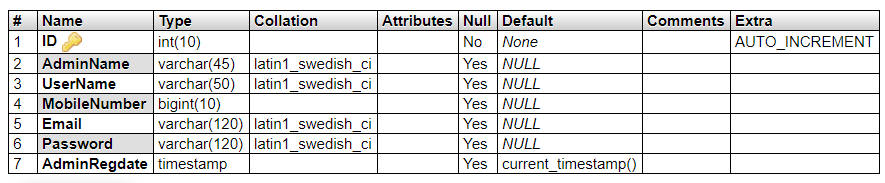 # Name Type Collation Attributes Null Default Comments Extra
1 ID int(10) No None AUTO_INCREMENT
2 AdminName varchar(45) latin1_swedish_ci Yes NULL
3 UserName varchar(50) latin1_swedish_ci Yes NULL
4 MobileNumber bigint(10) Yes NULL
5 Email varchar(120) latin1_swedish_ci Yes NULL
6 Password varchar(120) latin1_swedish_ci Yes NULL
7 AdminRegdate timestamp Yes current_timestamp()